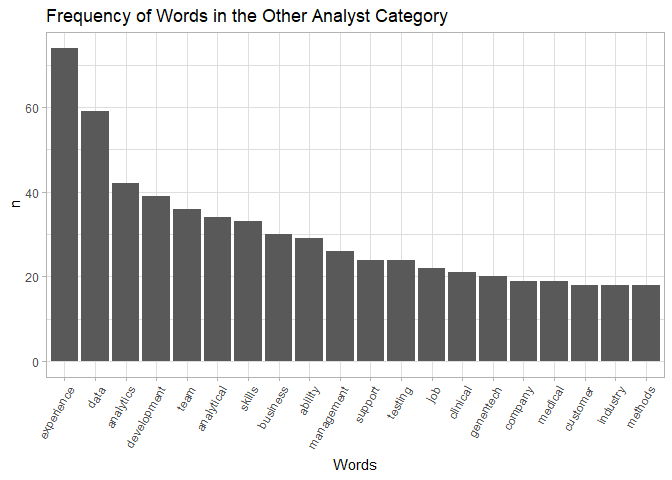 Frequency of Words in the Other Analyst Category
60
40
20
0
n
experience
data
analytics
development
team
analytical
skills
business
ability
management
support
testing
job
clinical
genentech
company
medical
customer
industry
methods
Words